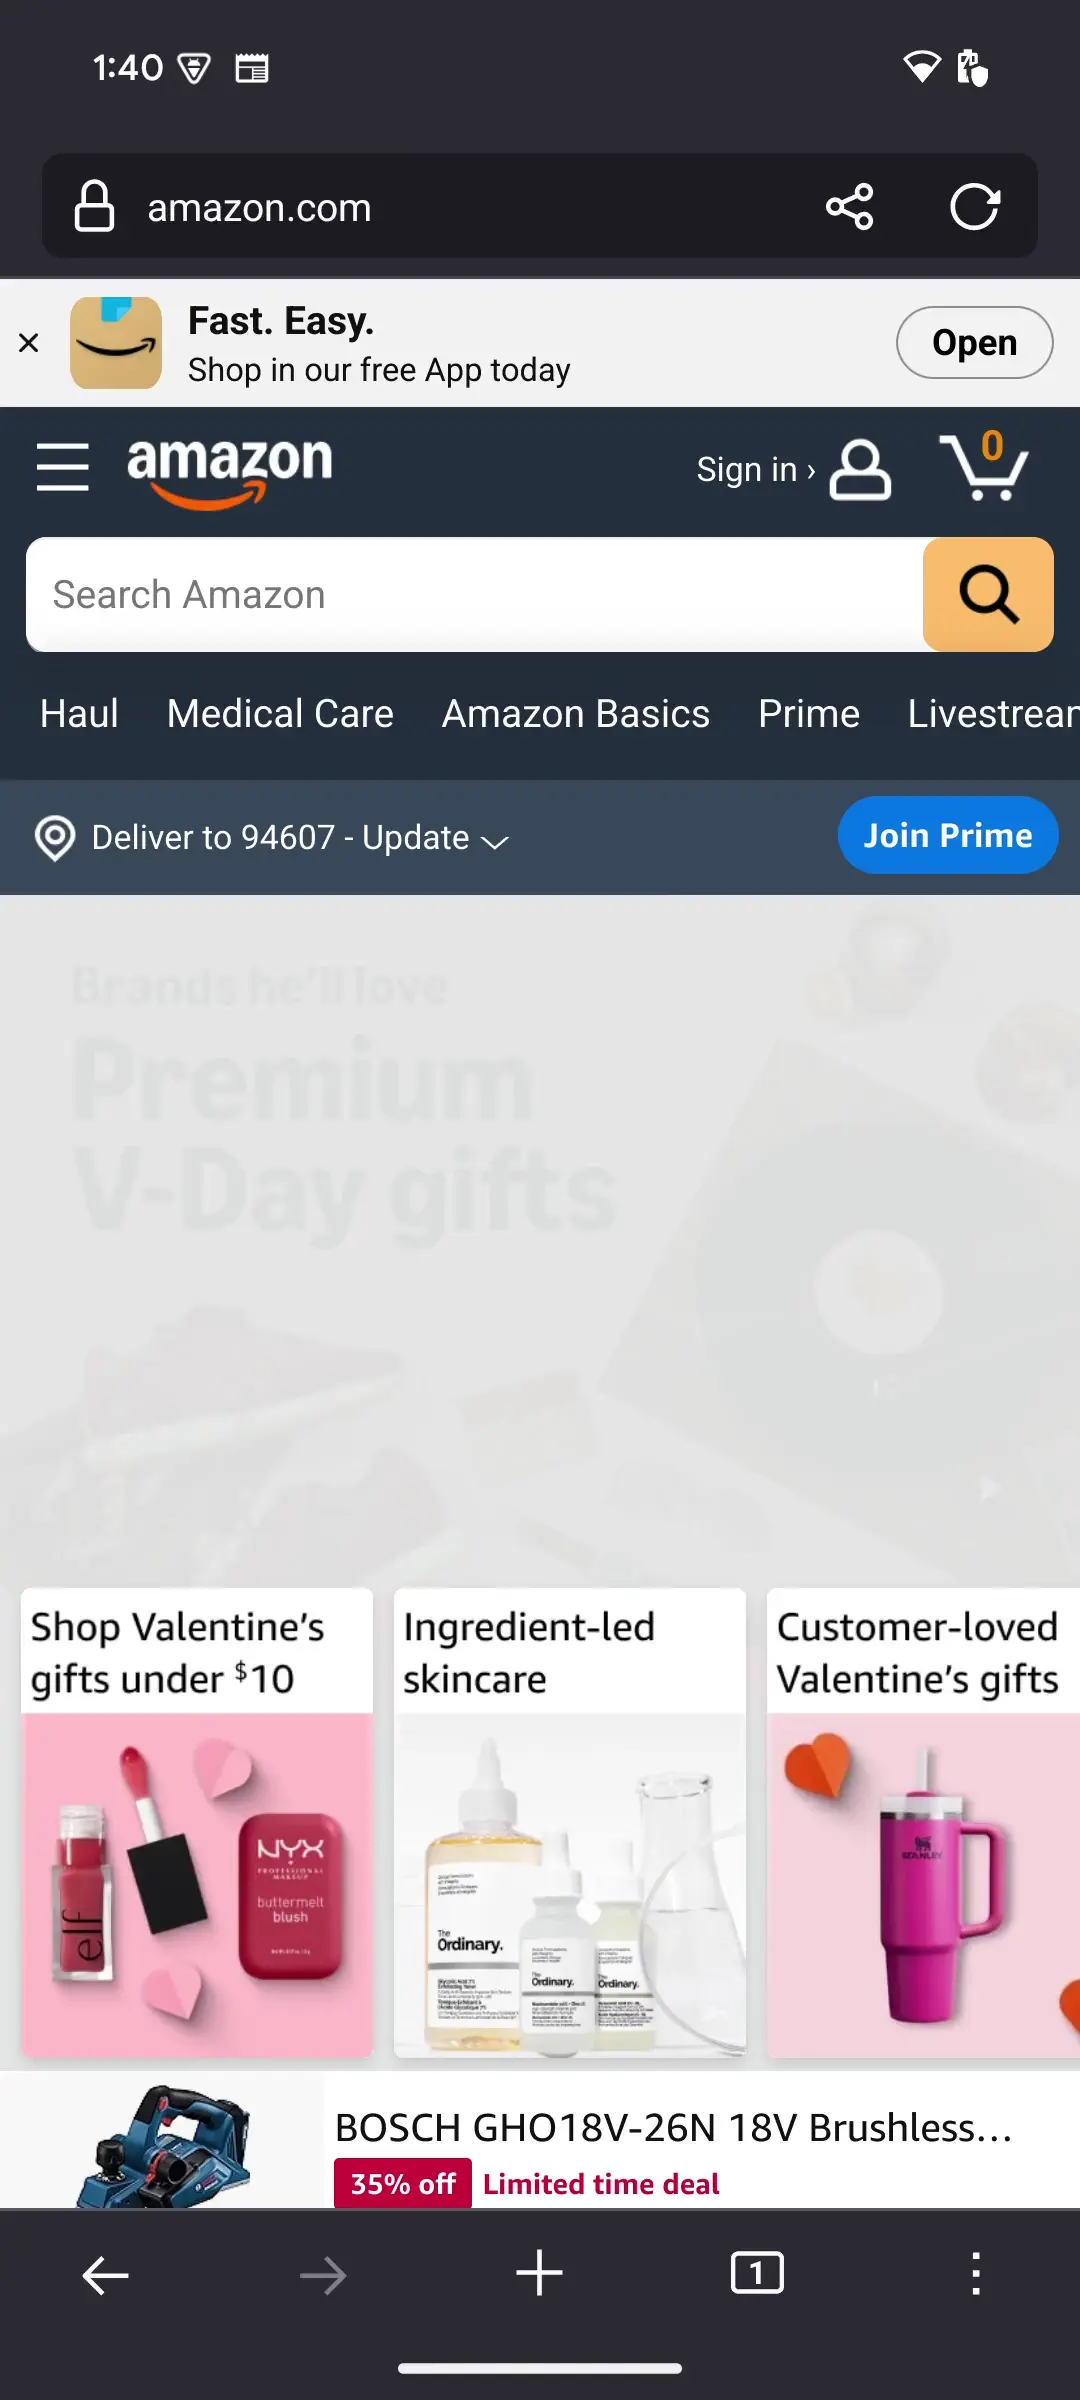 1:40
amazon.com
Fast. Easy.
Shop in our free App today
Open
amazon
Sign in ›
0
Search Amazon
Haul Medical Care Amazon Basics Prime Livestream
Deliver to 94607 - Update
Join Prime
Brands he'll love
Premium
V-Day gifts
Shop Valentine's
gifts under $10
Ingredient-led
skincare
Customer-loved
Valentine's gifts
elf
NYX
PROFESSIONAL
MAKEUP
buttermelt
blush
The
Ordinary.
The
Ordinary.
The
Ordinary.
STANLEY
BOSCH GHO18V-26N 18V Brushless...
35% off
Limited time deal
1